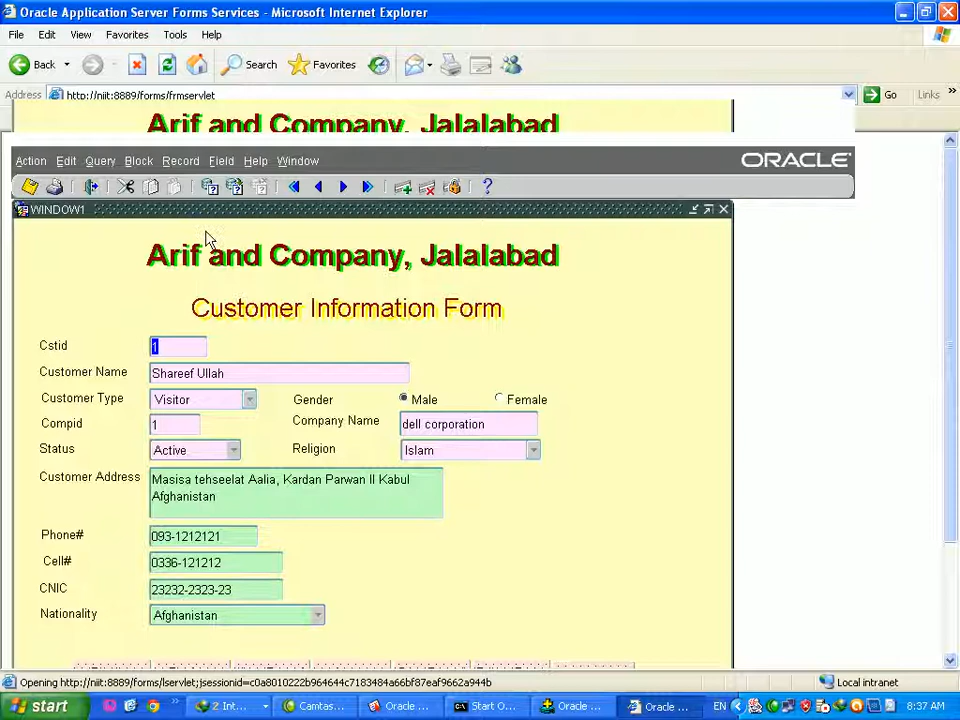 Oracle Application Server Forms Services - Microsoft Internet Explorer
File Edit View Favorites Tools Help
Back Search Favorites
Address http://niit:8889/forms/frmservlet Go Links »
Arif and Company, Jalalabad
Action Edit Query Block Record Field Help Window ORACLE
WINDOW1
Arif and Company, Jalalabad
Customer Information Form
Cstid 1
Customer Name Shareef Ullah
Customer Type Visitor Gender Male Female
Compid 1 Company Name dell corporation
Status Active Religion Islam
Customer Address Masisa tehseelat Aalia, Kardan Parwan II Kabul
Afghanistan
Phone# 093-1212121
Cell# 0336-121212
CNIC 23232-2323-23
Nationality Afghanistan
Opening http://niit:8889/forms/lservlet;jsessionid=c0a8010222b964644c7183484a66bf87eaf9662a944b Local intranet
start 2 Int... Camtas... Oracle ... Start O... Oracle ... Oracle ... EN 8:37 AM